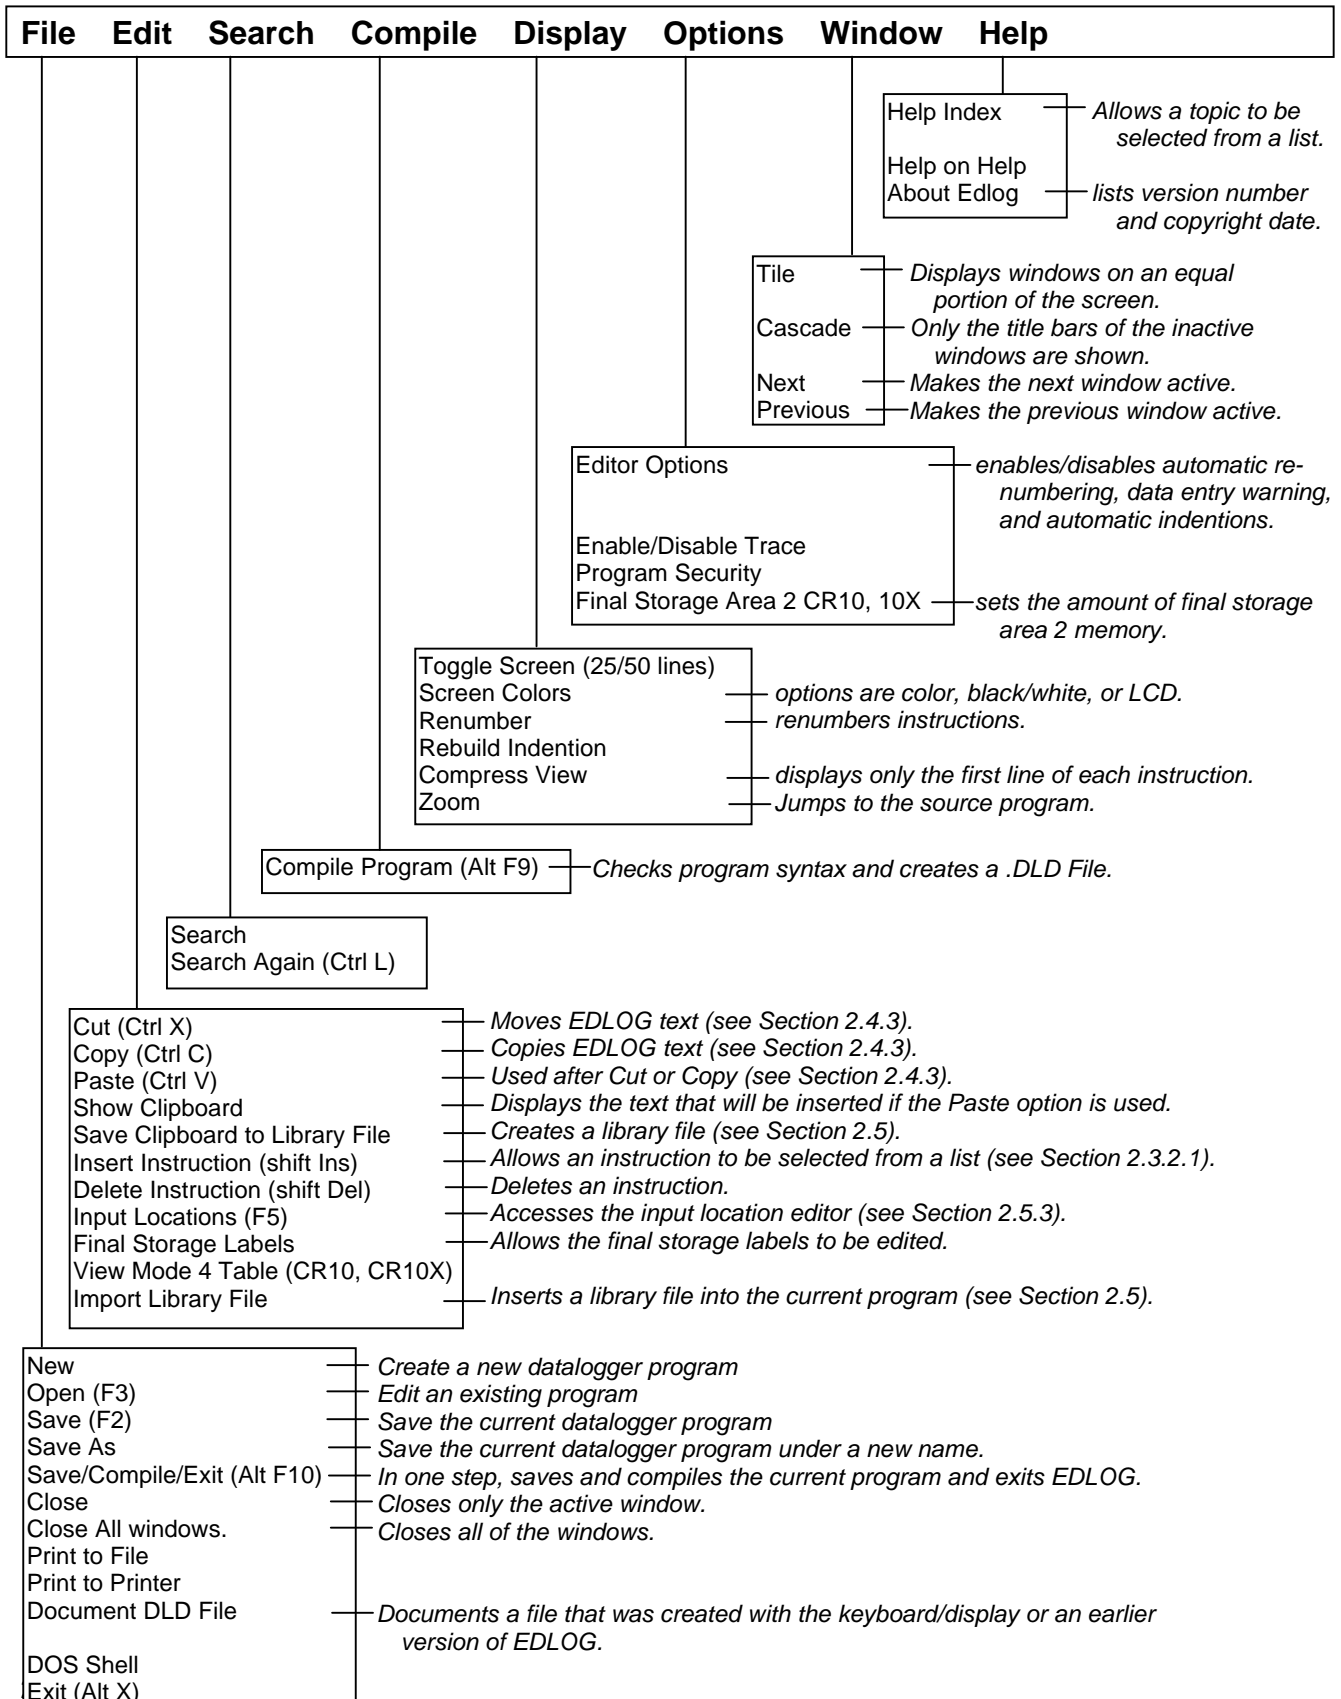 File Edit Search Compile Display Options Window Help
Help Index Allows a topic to be
selected from a list.
Help on Help
About Edlog lists version number
and copyright date.
Tile Displays windows on an equal
portion of the screen.
Cascade Only the title bars of the inactive
windows are shown.
Next Makes the next window active.
Previous Makes the previous window active.
Editor Options enables/disables automatic re-
numbering, data entry warning,
and automatic indentions.
Enable/Disable Trace
Program Security
Final Storage Area 2 CR10, 10X sets the amount of final storage
area 2 memory.
Toggle Screen (25/50 lines)
Screen Colors options are color, black/white, or LCD.
Renumber renumbers instructions.
Rebuild Indention
Compress View displays only the first line of each instruction.
Zoom Jumps to the source program.
Compile Program (Alt F9) Checks program syntax and creates a .DLD File.
Search
Search Again (Ctrl L)
Cut (Ctrl X) Moves EDLOG text (see Section 2.4.3).
Copy (Ctrl C) Copies EDLOG text (see Section 2.4.3).
Paste (Ctrl V) Used after Cut or Copy (see Section 2.4.3).
Show Clipboard Displays the text that will be inserted if the Paste option is used.
Save Clipboard to Library File Creates a library file (see Section 2.5).
Insert Instruction (shift Ins) Allows an instruction to be selected from a list (see Section 2.3.2.1).
Delete Instruction (shift Del) Deletes an instruction.
Input Locations (F5) Accesses the input location editor (see Section 2.5.3).
Final Storage Labels Allows the final storage labels to be edited.
View Mode 4 Table (CR10, CR10X)
Import Library File Inserts a library file into the current program (see Section 2.5).
New Create a new datalogger program
Open (F3) Edit an existing program
Save (F2) Save the current datalogger program
Save As Save the current datalogger program under a new name.
Save/Compile/Exit (Alt F10) In one step, saves and compiles the current program and exits EDLOG.
Close Closes only the active window.
Close All windows. Closes all of the windows.
Print to File
Print to Printer
Document DLD File Documents a file that was created with the keyboard/display or an earlier
version of EDLOG.
DOS Shell
Exit (Alt X)